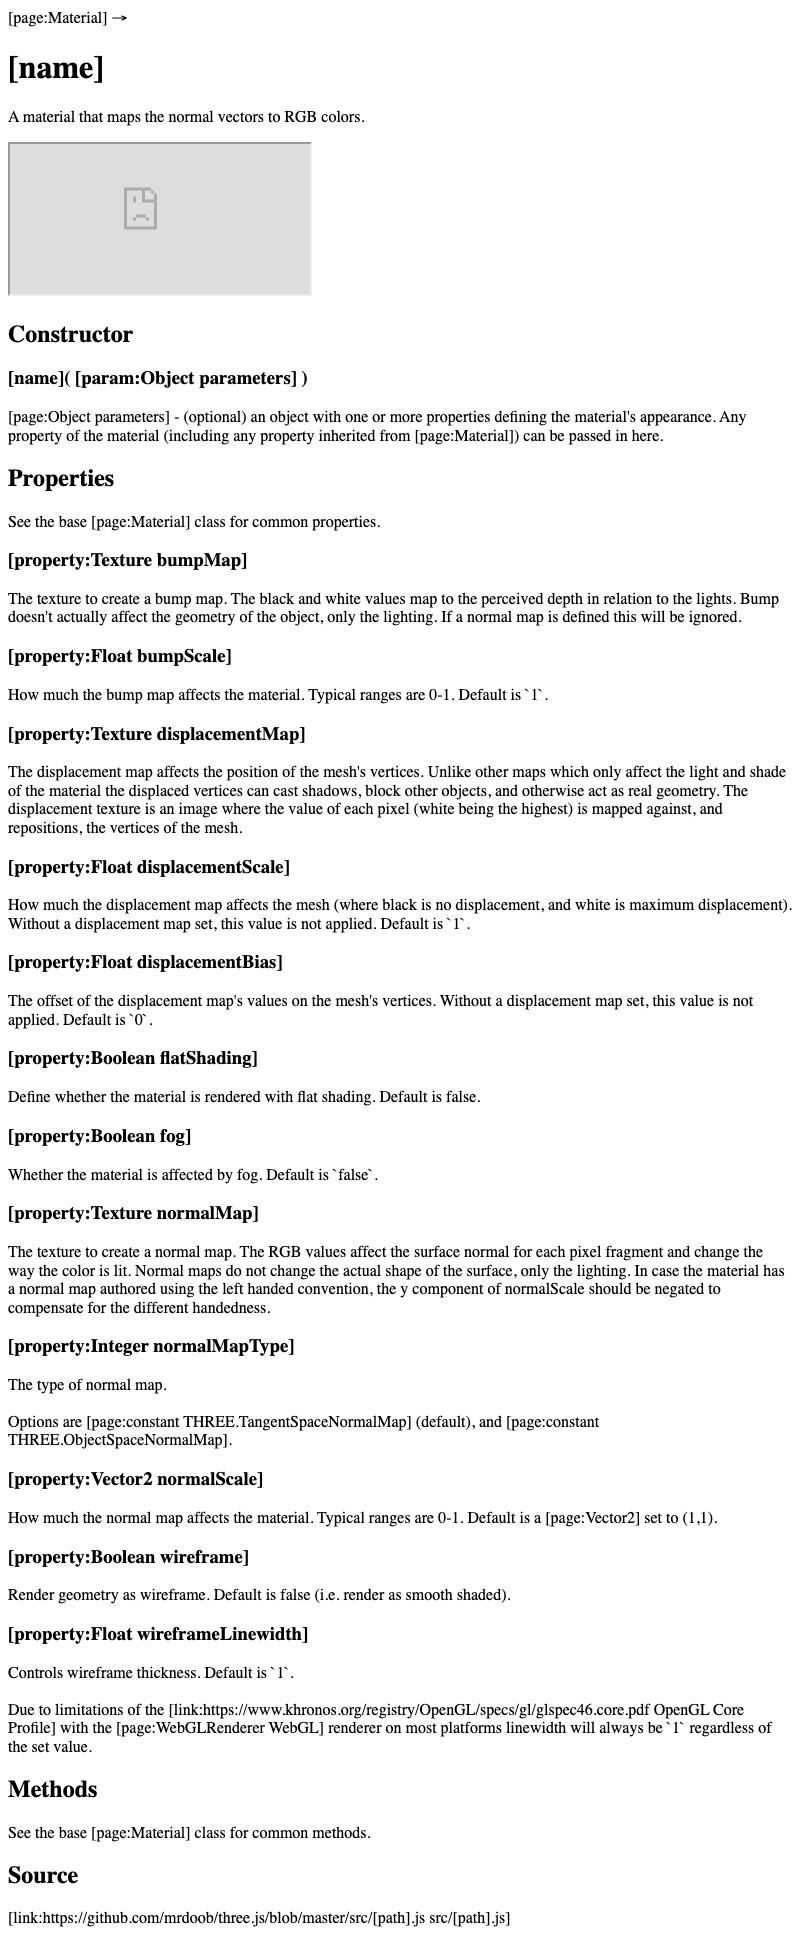 [page:Material] →
[name]
A material that maps the normal vectors to RGB colors.
Constructor
[name]( [param:Object parameters] )
[page:Object parameters] - (optional) an object with one or more properties defining the material's appearance. Any
property of the material (including any property inherited from [page:Material]) can be passed in here.
Properties
See the base [page:Material] class for common properties.
[property:Texture bumpMap]
The texture to create a bump map. The black and white values map to the perceived depth in relation to the lights. Bump
doesn't actually affect the geometry of the object, only the lighting. If a normal map is defined this will be ignored.
[property:Float bumpScale]
How much the bump map affects the material. Typical ranges are 0-1. Default is `1`.
[property:Texture displacementMap]
The displacement map affects the position of the mesh's vertices. Unlike other maps which only affect the light and shade
of the material the displaced vertices can cast shadows, block other objects, and otherwise act as real geometry. The
displacement texture is an image where the value of each pixel (white being the highest) is mapped against, and
repositions, the vertices of the mesh.
[property:Float displacementScale]
How much the displacement map affects the mesh (where black is no displacement, and white is maximum displacement).
Without a displacement map set, this value is not applied. Default is `1`.
[property:Float displacementBias]
The offset of the displacement map's values on the mesh's vertices. Without a displacement map set, this value is not
applied. Default is `0`.
[property:Boolean flatShading]
Define whether the material is rendered with flat shading. Default is false.
[property:Boolean fog]
Whether the material is affected by fog. Default is `false`.
[property:Texture normalMap]
The texture to create a normal map. The RGB values affect the surface normal for each pixel fragment and change the
way the color is lit. Normal maps do not change the actual shape of the surface, only the lighting. In case the material has
a normal map authored using the left handed convention, the y component of normalScale should be negated to
compensate for the different handedness.
[property:Integer normalMapType]
The type of normal map.
Options are [page:constant THREE.TangentSpaceNormalMap] (default), and [page:constant
THREE.ObjectSpaceNormalMap].
[property:Vector2 normalScale]
How much the normal map affects the material. Typical ranges are 0-1. Default is a [page:Vector2] set to (1,1).
[property:Boolean wireframe]
Render geometry as wireframe. Default is false (i.e. render as smooth shaded).
[property:Float wireframeLinewidth]
Controls wireframe thickness. Default is `1`.
Due to limitations of the [link:https://www.khronos.org/registry/OpenGL/specs/gl/glspec46.core.pdf OpenGL Core
Profile] with the [page:WebGLRenderer WebGL] renderer on most platforms linewidth will always be `1` regardless of
the set value.
Methods
See the base [page:Material] class for common methods.
Source
[link:https://github.com/mrdoob/three.js/blob/master/src/[path].js src/[path].js]